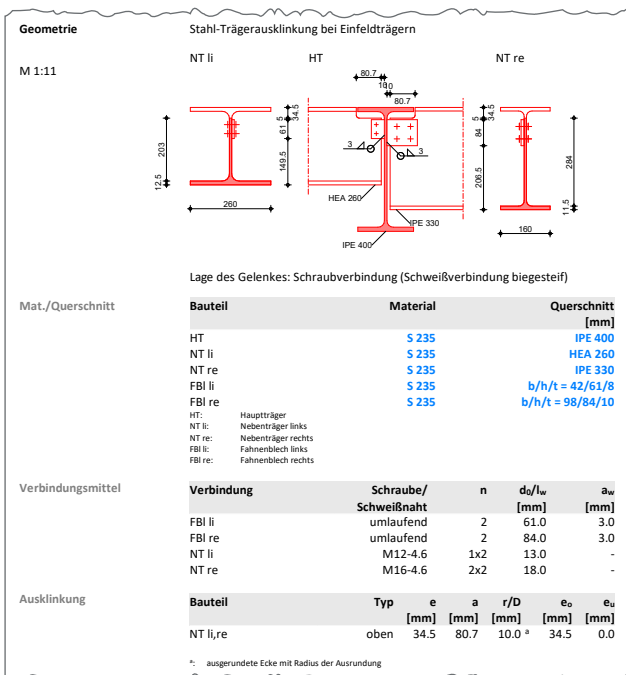 Geometrie Stahl-Trägerausklinkung bei Einfeldträgern
M 1:11
NT li HT NT re
80.7
10
10
80.7
34.5
5
61
149.5
203
12.5
260
3
3
HEA 260
IPE 330
IPE 400
34.5
5
84
206.5
284
11.5
160
Lage des Gelenkes: Schraubverbindung (Schweißverbindung biegesteif)
Mat./Querschnitt Bauteil Material Querschnitt
[mm]
HT S 235 IPE 400
NT li S 235 HEA 260
NT re S 235 IPE 330
FBl li S 235 b/h/t = 42/61/8
FBl re S 235 b/h/t = 98/84/10
HT: Hauptträger
NT li: Nebenträger links
NT re: Nebenträger rechts
FBl li: Fahnenblech links
FBl re: Fahnenblech rechts
Verbindungsmittel Verbindung Schraube/ n d₀/lw aw
Schweißnaht [mm] [mm]
FBl li umlaufend 2 61.0 3.0
FBl re umlaufend 2 84.0 3.0
NT li M12-4.6 1x2 13.0 -
NT re M16-4.6 2x2 18.0 -
Ausklinkung Bauteil Typ e a r/D eₒ eᵤ
[mm] [mm] [mm] [mm] [mm]
NT li,re oben 34.5 80.7 10.0 ᵃ 34.5 0.0
ᵃ: ausgerundete Ecke mit Radius der Ausrundung